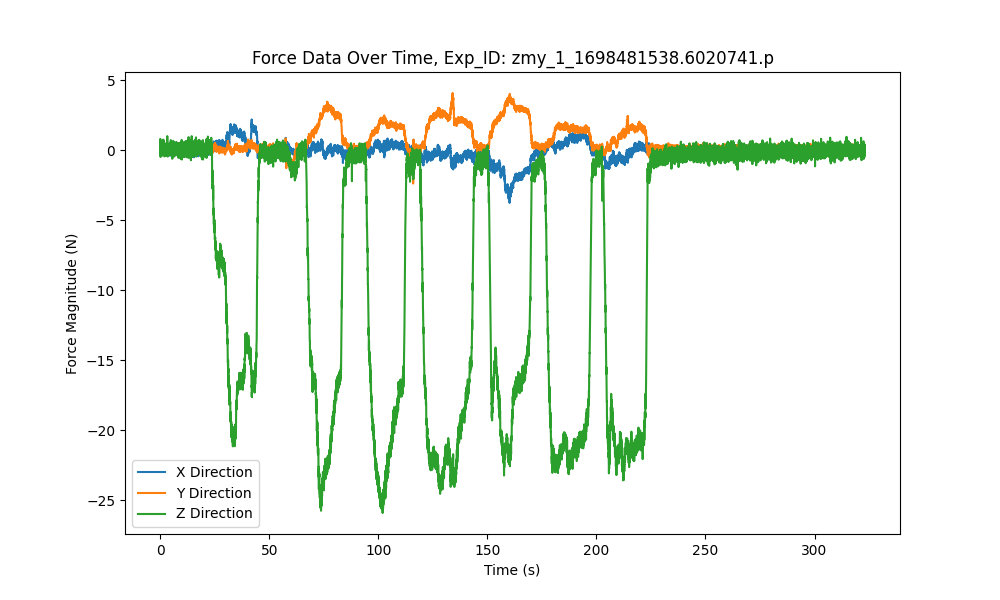 Force Data Over Time, Exp_ID: zmy_1_1698481538.6020741.p
Force Magnitude (N)
5
0
−5
−10
−15
−20
−25
X Direction
Y Direction
Z Direction
0 50 100 150 200 250 300
Time (s)